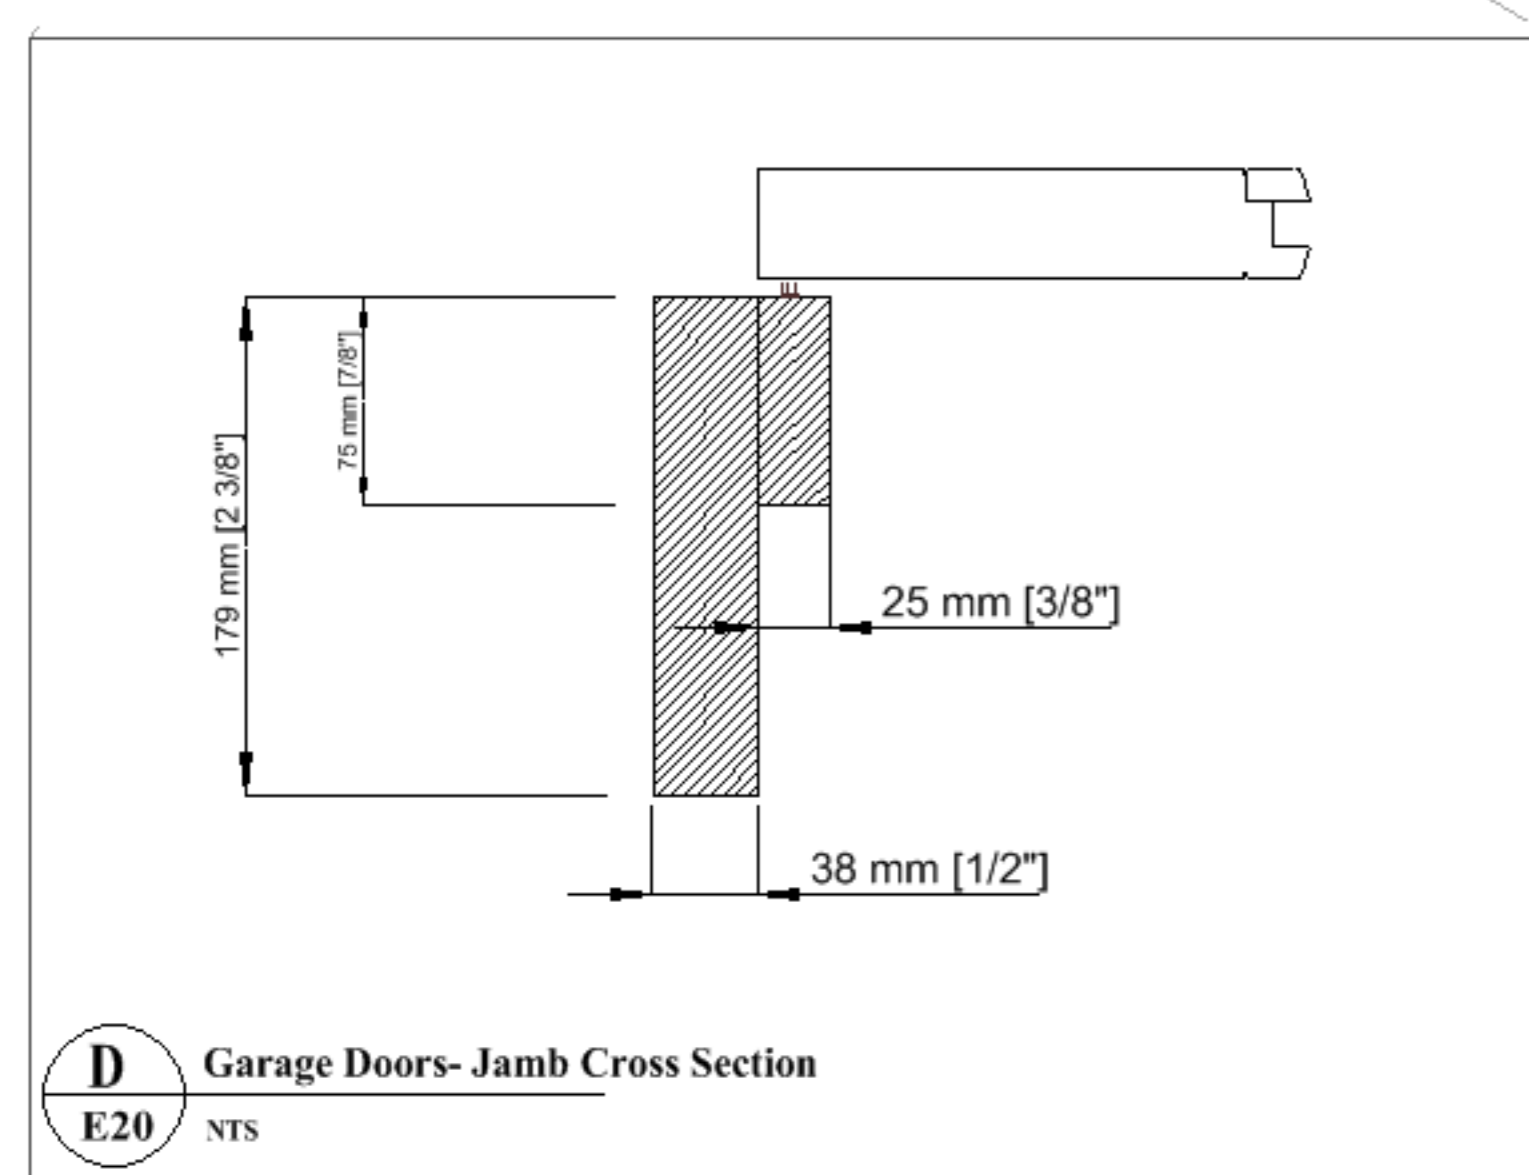 75 mm [7/8"]
179 mm [2 3/8"]
25 mm [3/8"]
38 mm [1/2"]
D
Garage Doors- Jamb Cross Section
E20
NTS